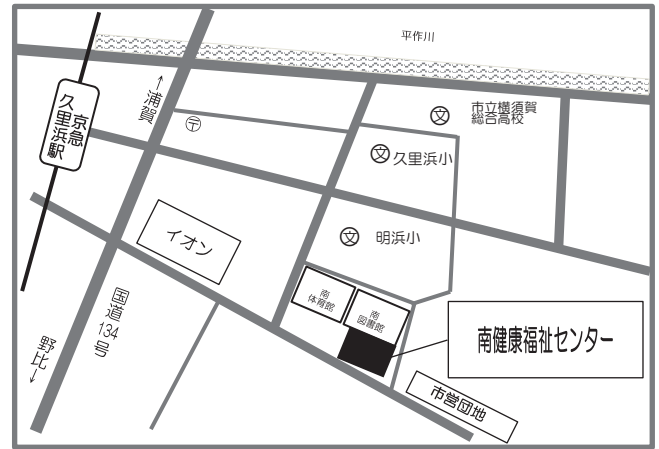 平作川
←浦賀
京急
久里浜駅
〒
文
市立横須賀
総合高校
文 久里浜小
イオン
文 明浜小
南
体育館
南
図書館
国道134号
野比→
南健康福祉センター
市営団地